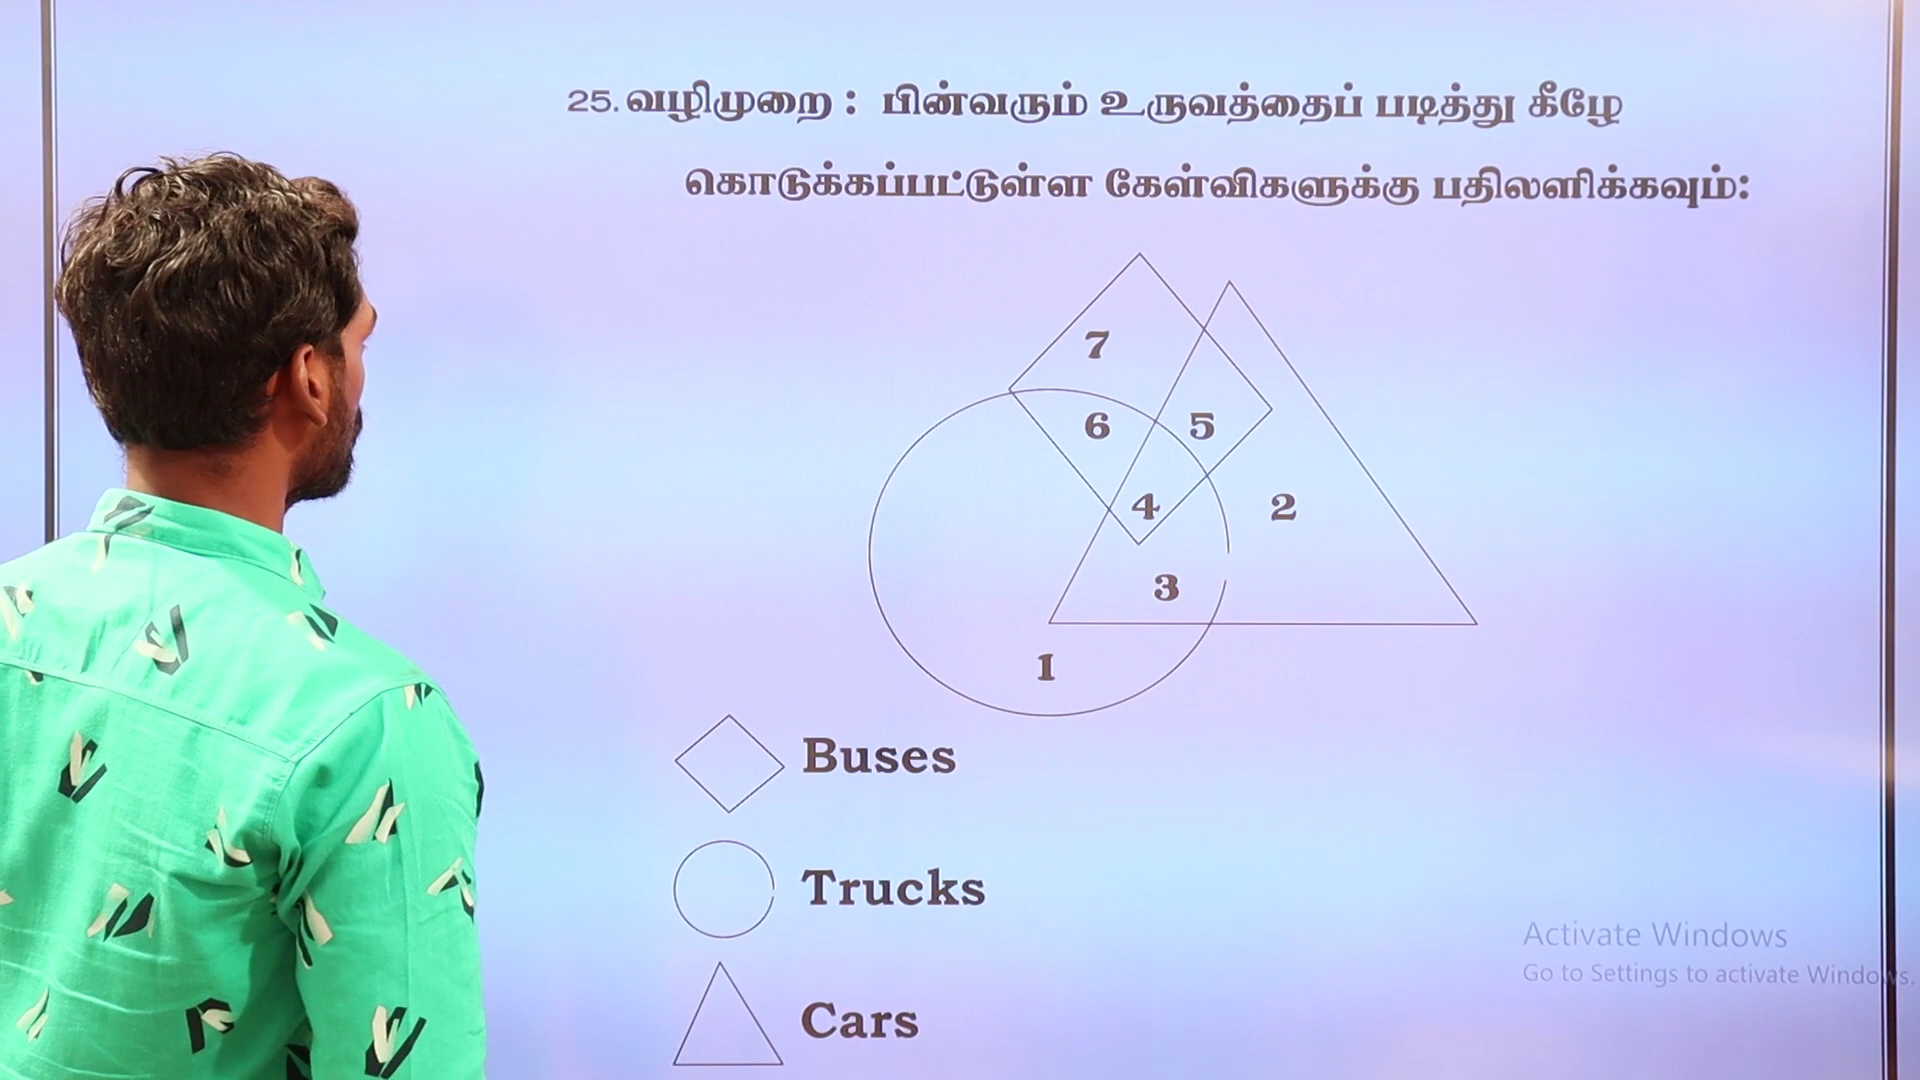 25. வழிமுறை : பின்வரும் உருவத்தைப் படித்து கீழே
கொடுக்கப்பட்டுள்ள கேள்விகளுக்கு பதிலளிக்கவும்:
7
6 5
4 2
3
1
Buses
Trucks
Cars
Activate Windows
Go to Settings to activate Windows.